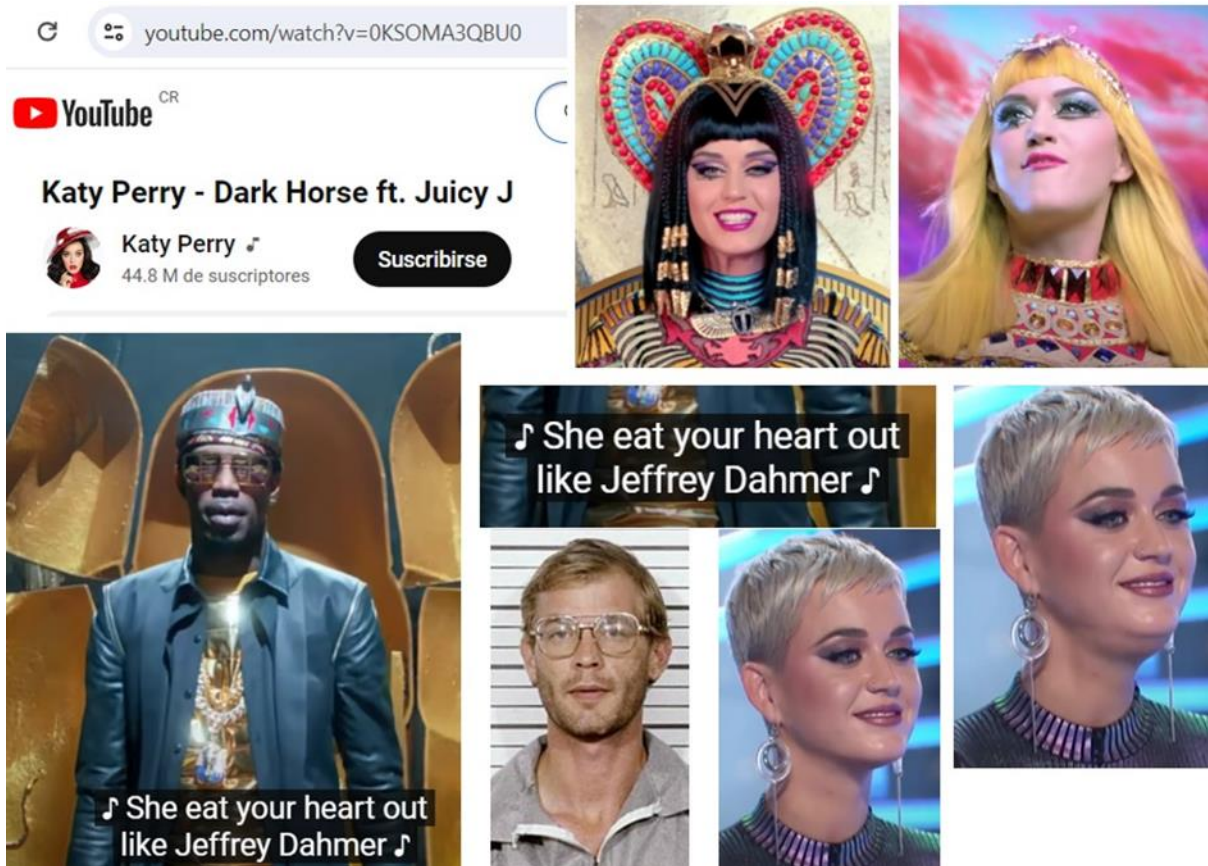 youtube.com/watch?v=0KSOMA3QBU0
YouTube CR
Katy Perry - Dark Horse ft. Juicy J
Katy Perry
44.8 M de suscriptores
Suscribirse
♪ She eat your heart out
like Jeffrey Dahmer ♪
♪ She eat your heart out
like Jeffrey Dahmer ♪